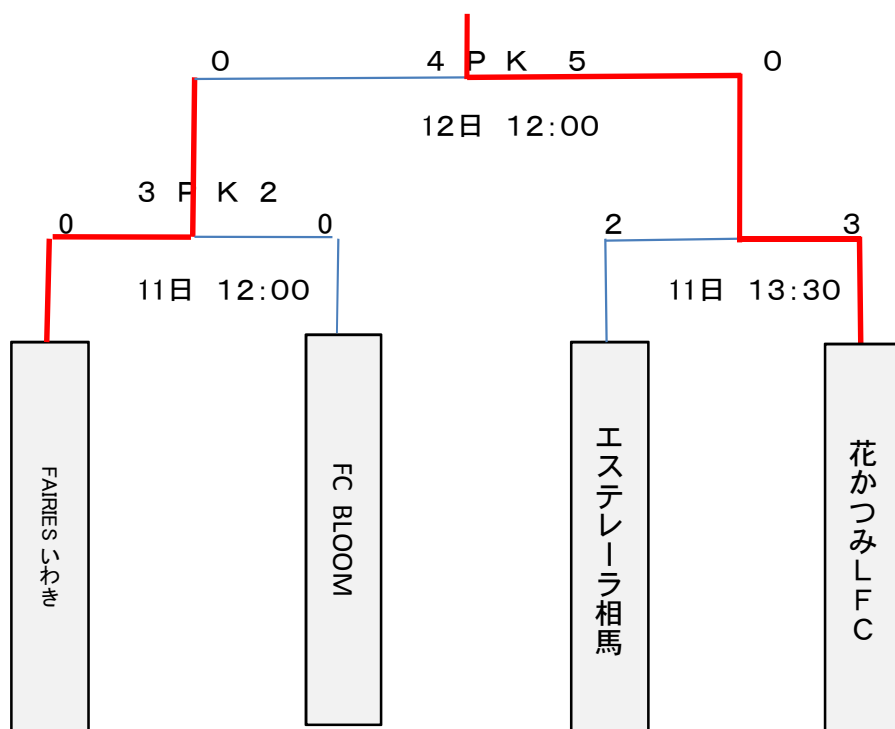 0 4 P K 5 0
12日 12:00
3 P K 2
0 0 2 3
11日 12:00 11日 13:30
FAIRIES いわき
FC BLOOM
エステレーラ相馬
花かつみLFC